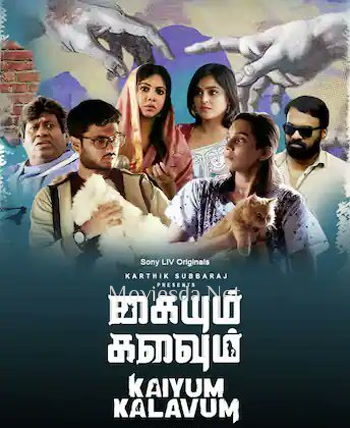 Sony LIV Originals
KARTHIK SUBBARAJ
PRESENTS
Moviesda.Net
கையும்
களவும்
KAIYUM
KALAVUM